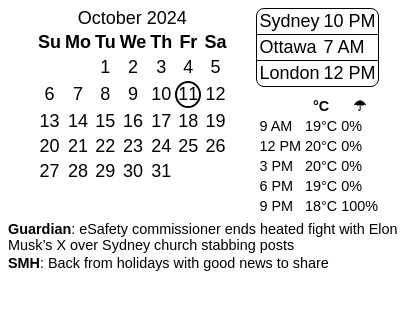 October 2024
Su Mo Tu We Th Fr Sa
1 2 3 4 5
6 7 8 9 10 11 12
13 14 15 16 17 18 19
20 21 22 23 24 25 26
27 28 29 30 31
Sydney 10 PM
Ottawa 7 AM
London 12 PM
°C ☂
9 AM 19°C 0%
12 PM 20°C 0%
3 PM 20°C 0%
6 PM 19°C 0%
9 PM 18°C 100%
Guardian: eSafety commissioner ends heated fight with Elon
Musk’s X over Sydney church stabbing posts
SMH: Back from holidays with good news to share